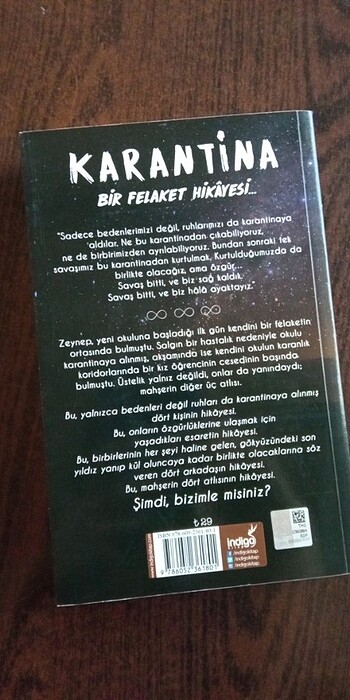 KARANTİNA
BİR FELAKET HİKÂYESİ...
"Sadece bedenlerimizi değil, ruhlarımızı da karantinaya
aldılar. Ne bu karantinadan çıkabiliyoruz,
ne de birbirimizden ayrılabiliyoruz. Bundan sonraki tek
savaşımız bu karantinadan kurtulmak. Kurtulduğumuzda da
birlikte olacağız, ama özgür...
Savaş bitti, ve biz sağ kaldık.
Savaş bitti, ve biz hâlâ ayaktayız."
Zeynep, yeni okuluna başladığı ilk gün kendini bir felaketin
ortasında bulmuştu. Salgın bir hastalık nedeniyle okulu
karantinaya alınmış, akşamında ise kendini okulun karanlık
koridorlarında bir kız öğrencinin cesedinin başında
bulmuştu. Üstelik yalnız değildi, onlar da yanındaydı;
mahşerin diğer üç atlısı.
Bu, yalnızca bedenleri değil ruhları da karantinaya alınmış
dört kişinin hikâyesi.
Bu, onların özgürlüklerine ulaşmak için
yaşadıkları esaretin hikâyesi.
Bu, birbirlerinin her şeyi haline gelen, gökyüzündeki son
yıldız yanıp kül oluncaya kadar birlikte olacaklarına söz
veren dört arkadaşın hikâyesi.
Bu, mahşerin dört atlısının hikâyesi.
Şimdi, bizimle misiniz?
₺29
9 786052 361801
indigo
/indigokitap
/indigokitap
/indigokitap